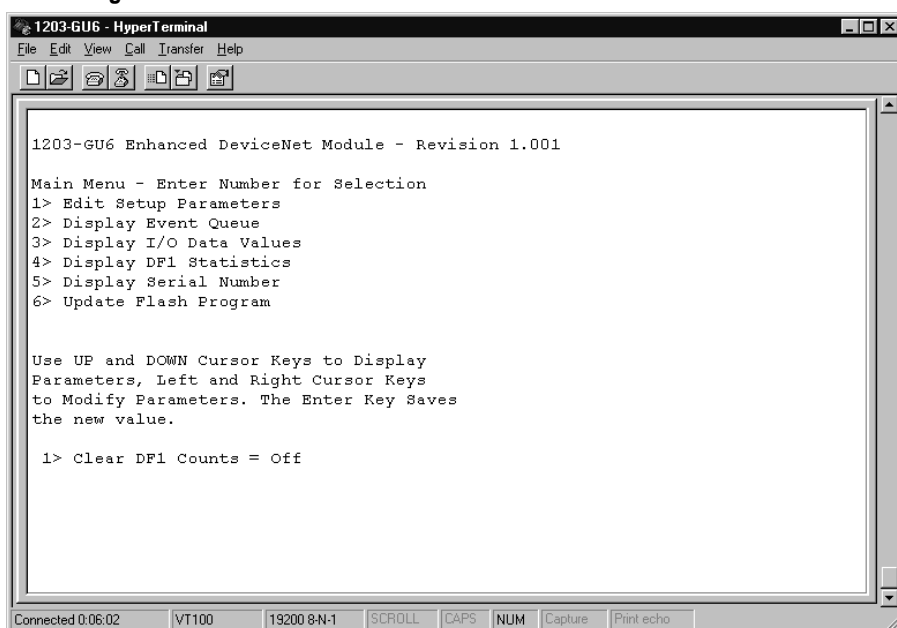 1203-GU6 - HyperTerminal
File Edit View Call Transfer Help
1203-GU6 Enhanced DeviceNet Module - Revision 1.001
Main Menu - Enter Number for Selection
1> Edit Setup Parameters
2> Display Event Queue
3> Display I/O Data Values
4> Display DF1 Statistics
5> Display Serial Number
6> Update Flash Program
Use UP and DOWN Cursor Keys to Display
Parameters, Left and Right Cursor Keys
to Modify Parameters. The Enter Key Saves
the new value.
1> Clear DF1 Counts = Off
Connected 0:06:02 VT100 19200 8-N-1 SCROLL CAPS NUM Capture Print echo